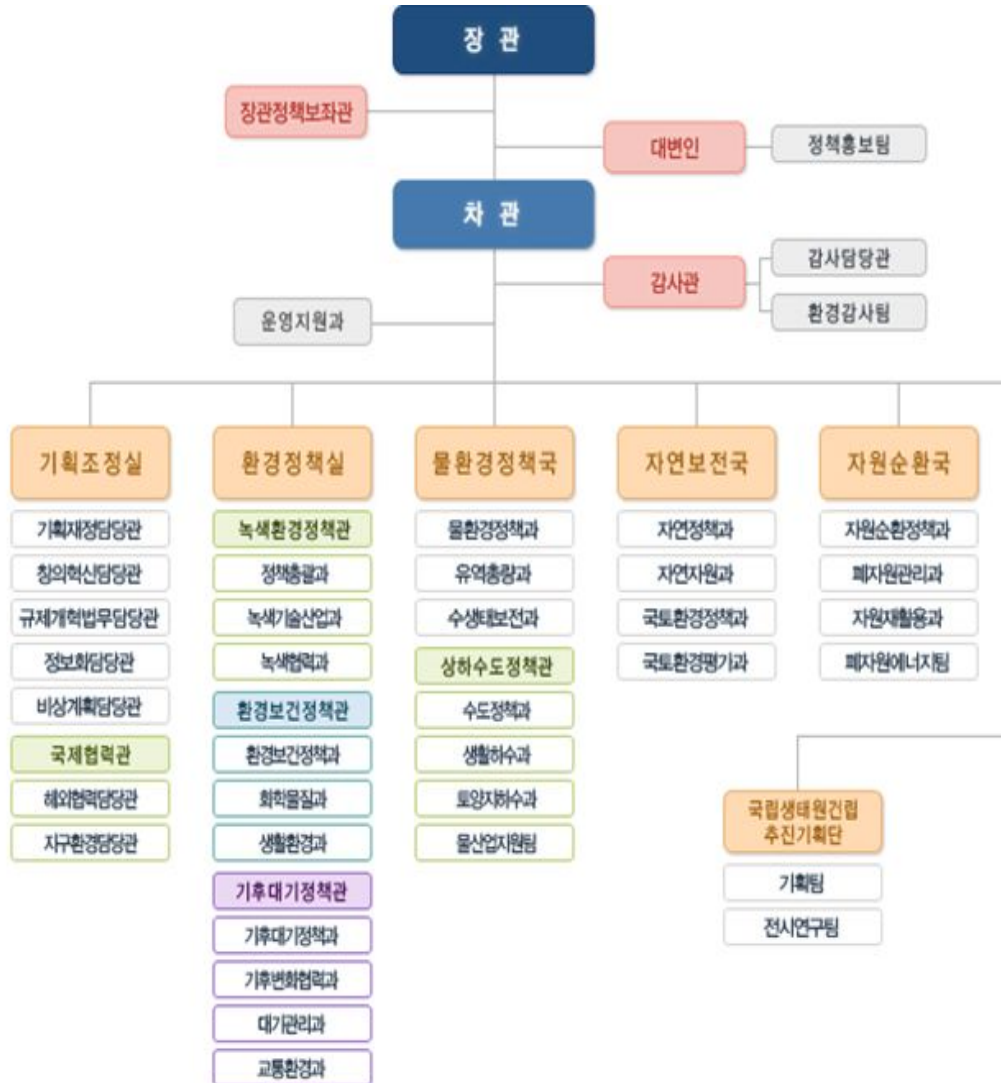 장 관
장관정책보좌관
대변인
정책홍보팀
차 관
감사관
감사담당관
환경감사팀
운영지원과
기획조정실
기획재정담당관
창의혁신담당관
규제개혁법무담당관
정보화담당관
비상계획담당관
국제협력관
해외협력담당관
지구환경담당관
환경정책실
녹색환경정책관
정책총괄과
녹색기술산업과
녹색협력과
환경보건정책관
환경보건정책과
화학물질과
생활환경과
기후대기정책관
기후대기정책과
기후변화협력과
대기관리과
교통환경과
물환경정책국
물환경정책과
유역총량과
수생태보전과
상하수도정책관
수도정책과
생활하수과
토양지하수과
물산업지원팀
자연보전국
자연정책과
자연자원과
국토환경정책과
국토환경평가과
자원순환국
자원순환정책과
폐자원관리과
자원재활용과
폐자원에너지팀
국립생태원건립
추진기획단
기획팀
전시연구팀